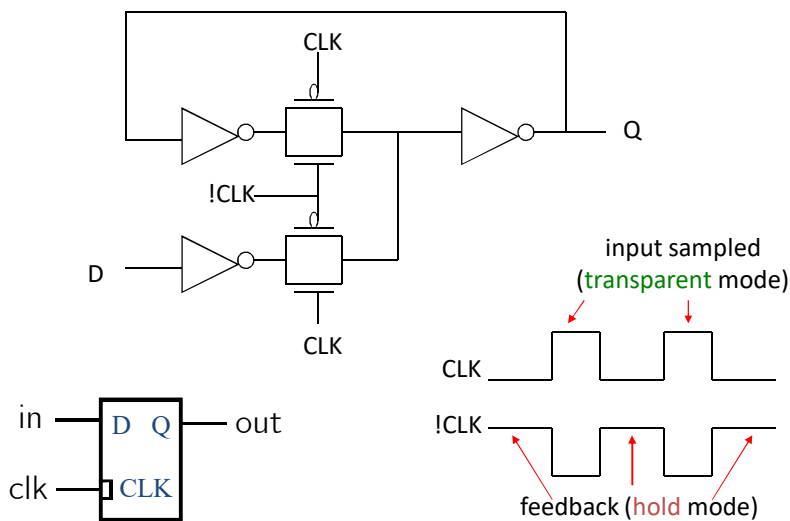 CLK
Q
!CLK
D
CLK
input sampled
(transparent mode)
CLK
!CLK
feedback (hold mode)
in
D Q
out
clk
CLK